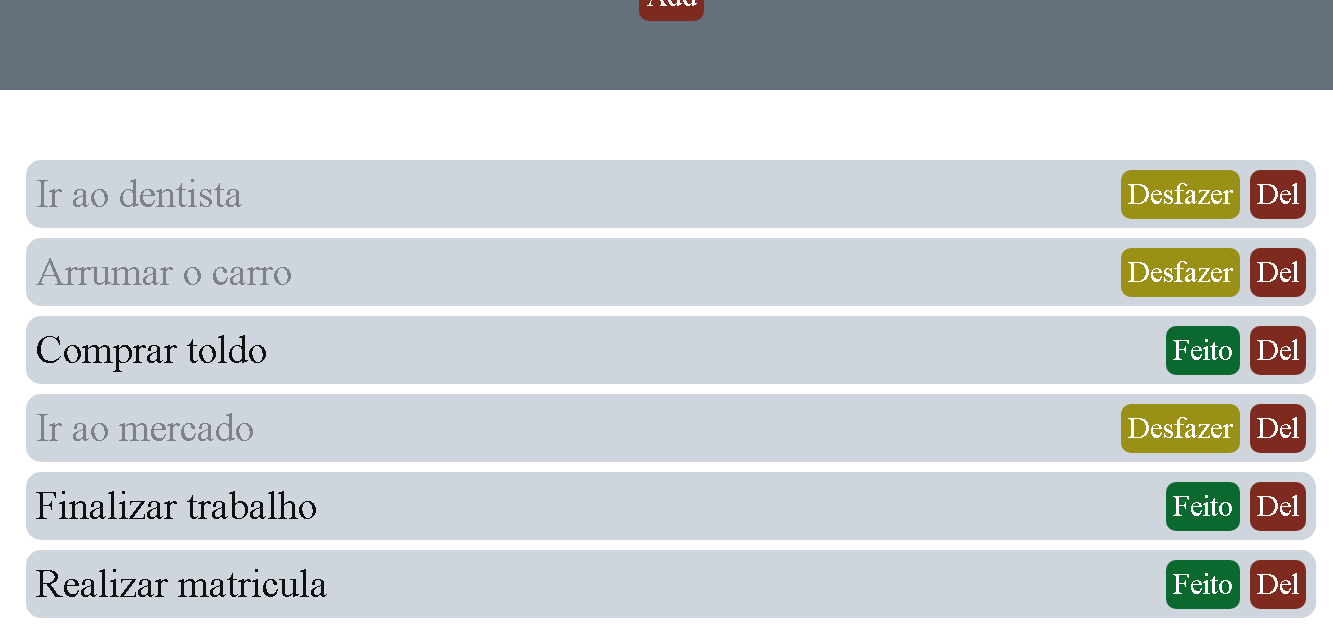 Add
Ir ao dentista Desfazer Del
Arrumar o carro Desfazer Del
Comprar toldo Feito Del
Ir ao mercado Desfazer Del
Finalizar trabalho Feito Del
Realizar matricula Feito Del